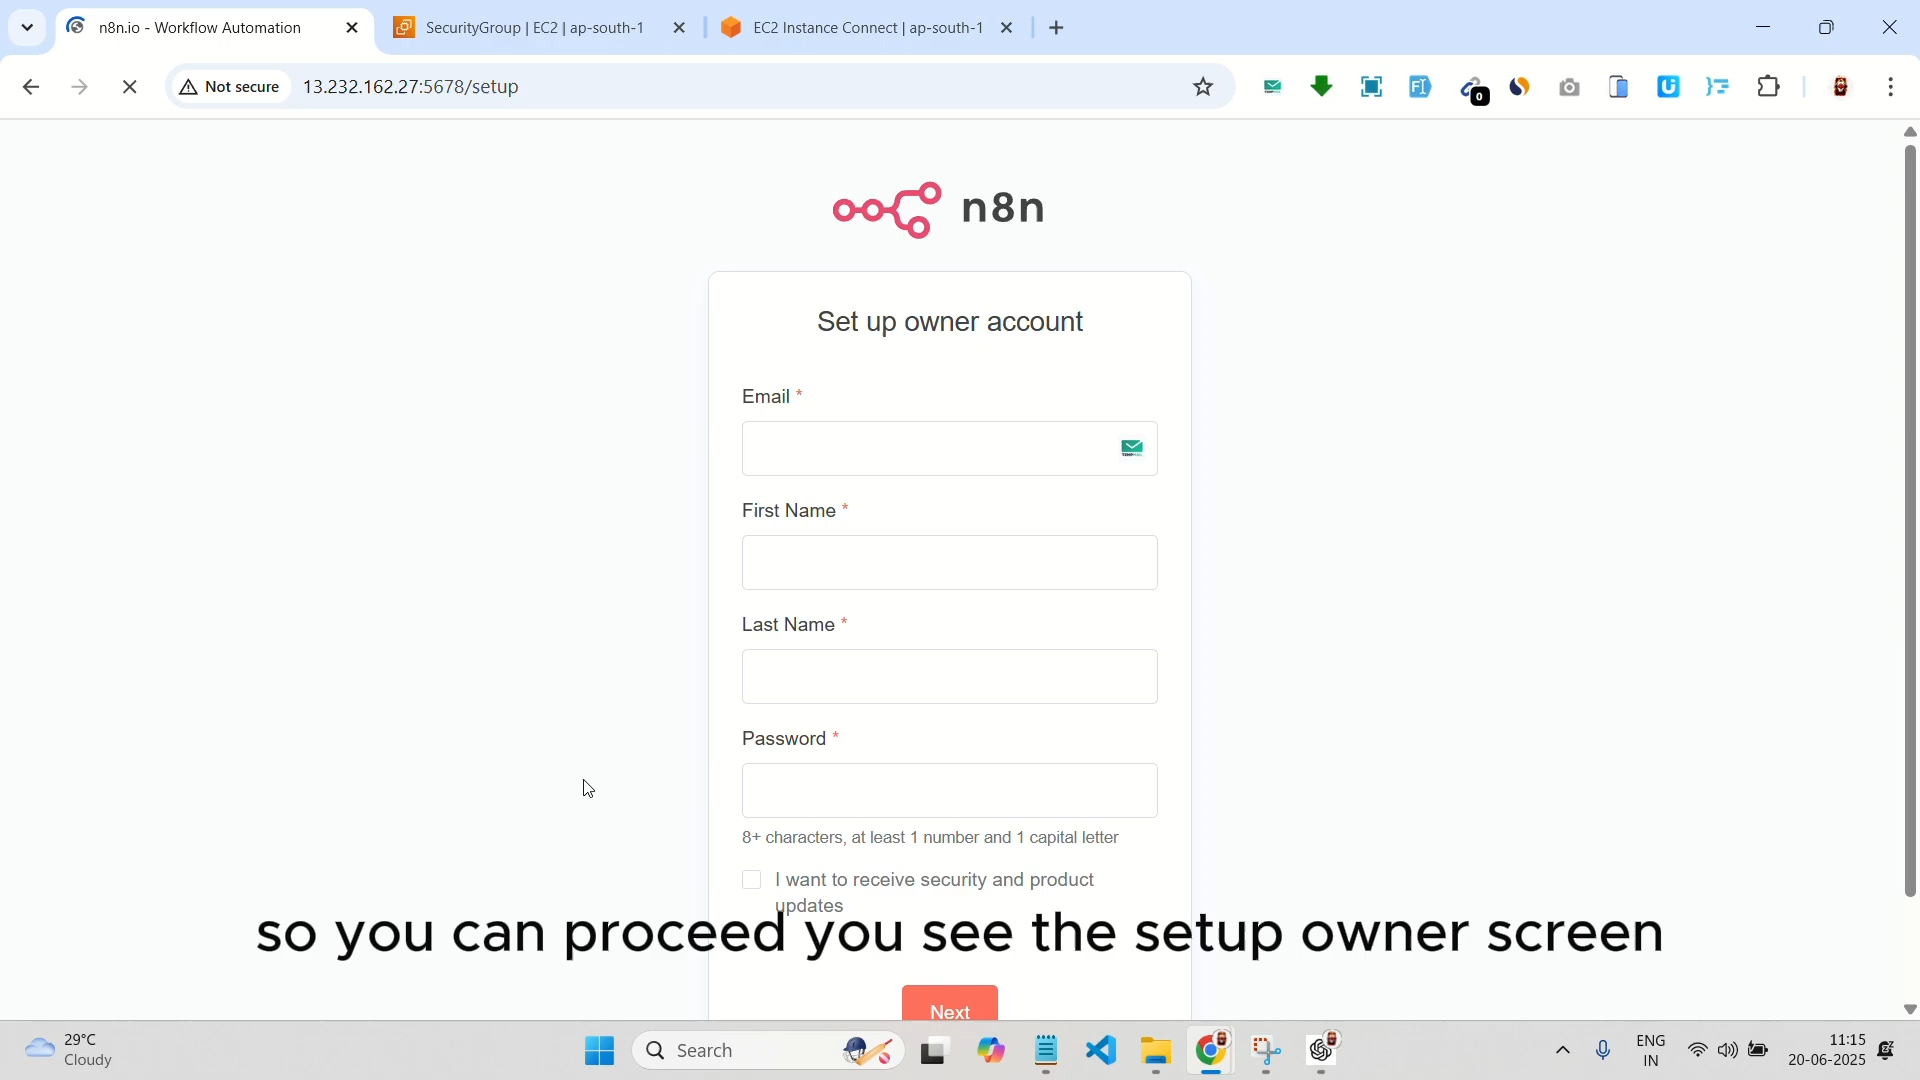 n8n.io - Workflow Automation
SecurityGroup | EC2 | ap-south-1
EC2 Instance Connect | ap-south-1
Not secure
13.232.162.27:5678/setup
0
n8n
Set up owner account
Email *
First Name *
Last Name *
Password *
8+ characters, at least 1 number and 1 capital letter
I want to receive security and product
updates
so you can proceed you see the setup owner screen
Next
29°C
Cloudy
Search
ENG
IN
11:15
20-06-2025